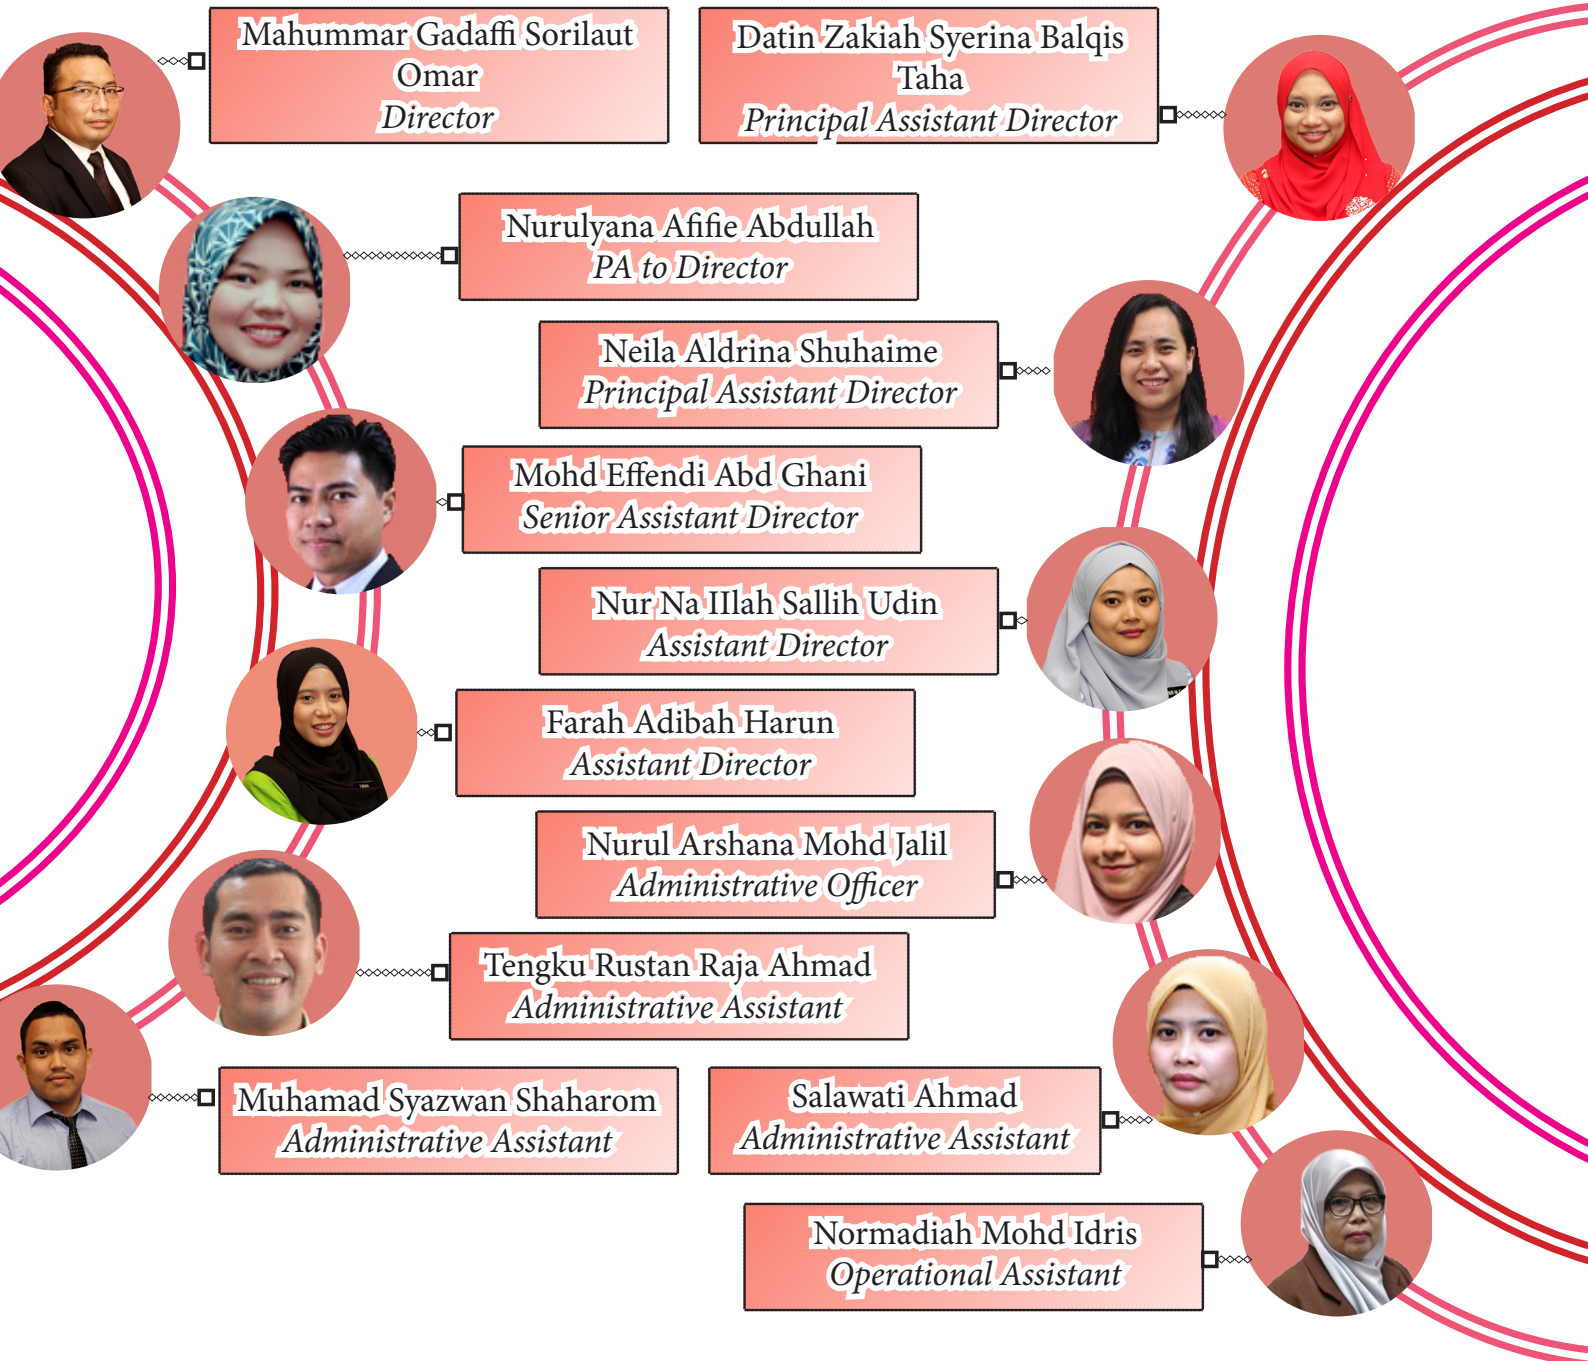 Mahummar Gadaffi Sorilaut
Omar
Director
Datin Zakiah Syerina Balqis
Taha
Principal Assistant Director
Nurulyana Afifie Abdullah
PA to Director
Neila Aldrina Shuhaime
Principal Assistant Director
Mohd Effendi Abd Ghani
Senior Assistant Director
Nur Na IIlah Sallih Udin
Assistant Director
Farah Adibah Harun
Assistant Director
Nurul Arshana Mohd Jalil
Administrative Officer
Tengku Rustan Raja Ahmad
Administrative Assistant
Muhamad Syazwan Shaharom
Administrative Assistant
Salawati Ahmad
Administrative Assistant
Normadiah Mohd Idris
Operational Assistant